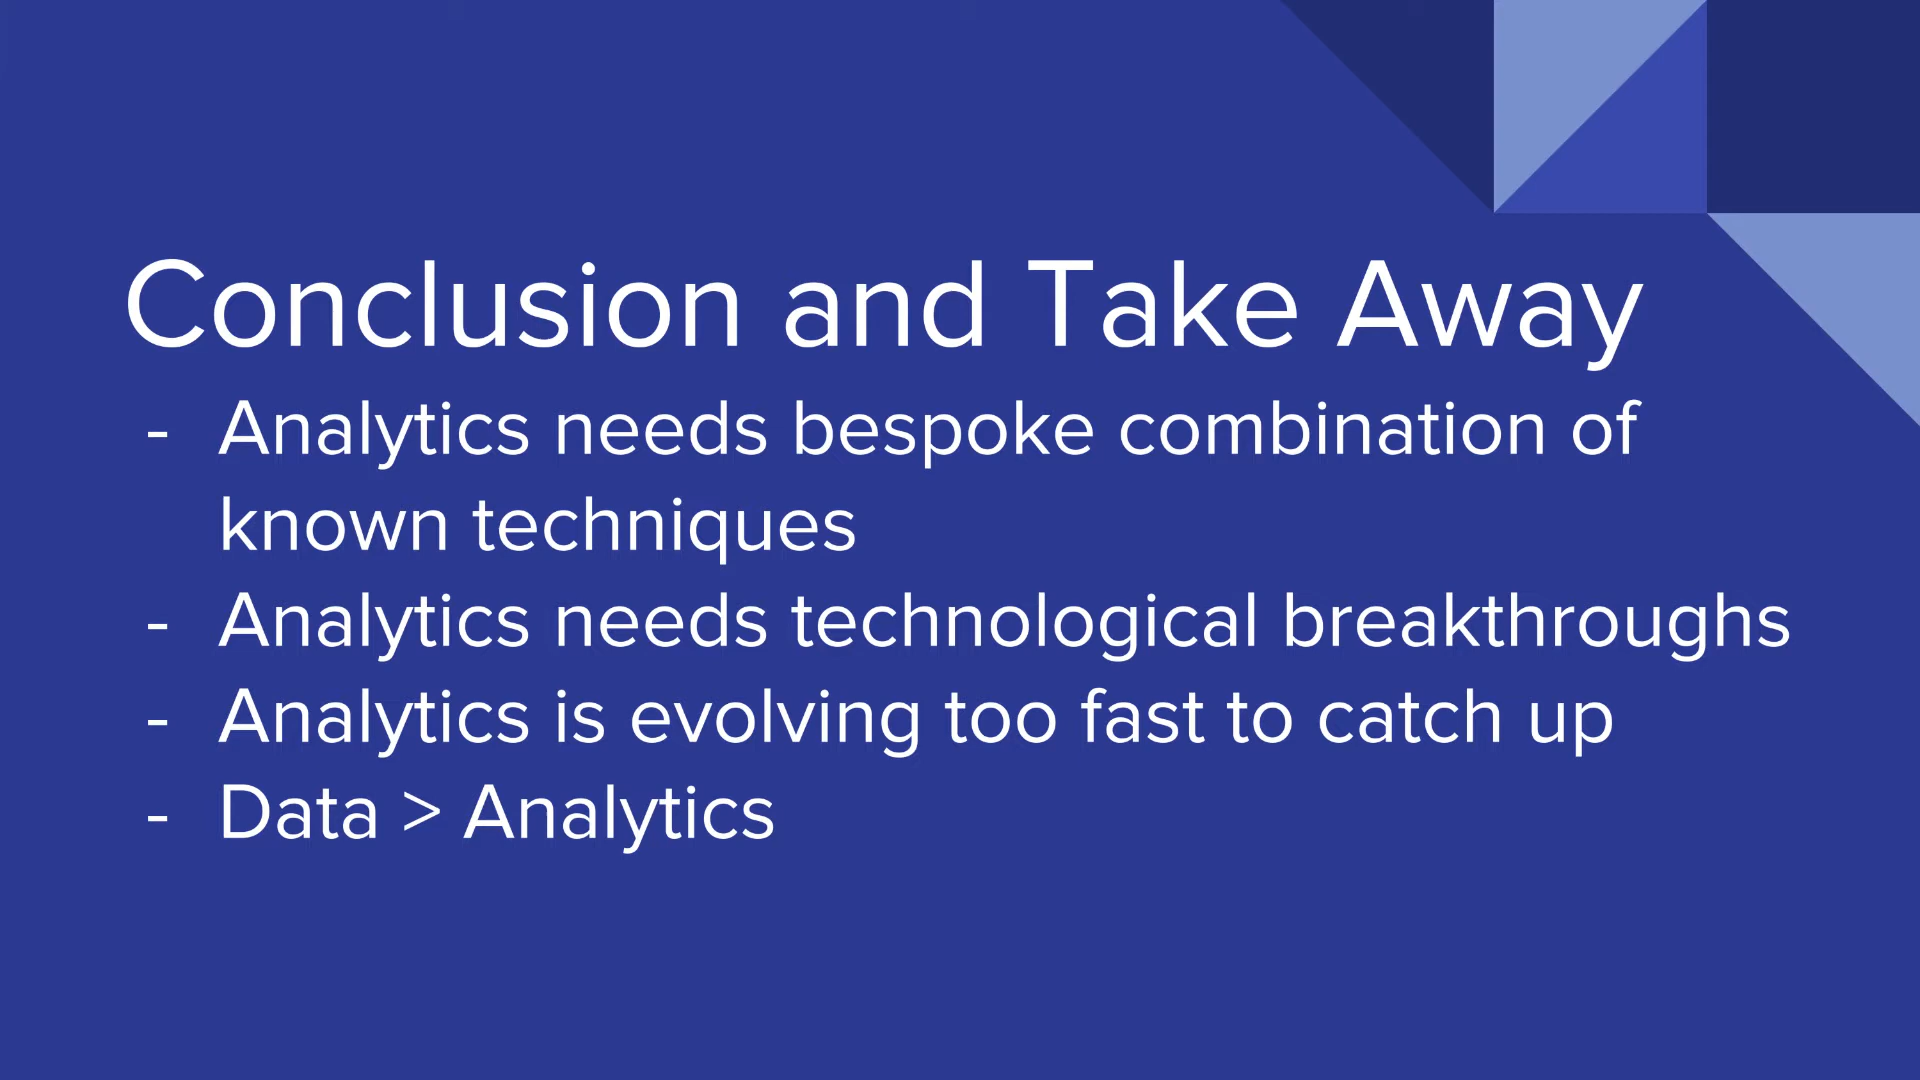 Conclusion and Take Away
- Analytics needs bespoke combination of
known techniques
- Analytics needs technological breakthroughs
- Analytics is evolving too fast to catch up
- Data > Analytics